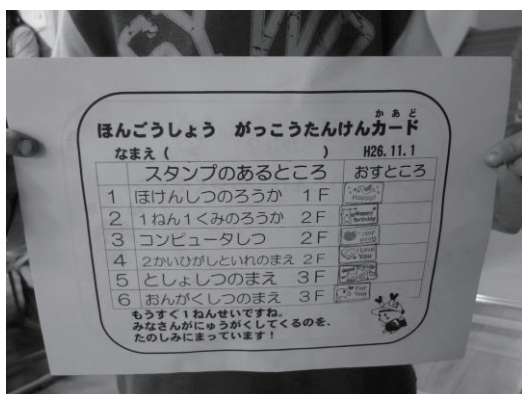 ほんごうしょう がっこうたんけんカード
かあど
なまえ( ) H26.11.1
スタンプのあるところ おすところ
1 ほけんしつのろうか 1F Happy!
2 1ねん1くみのろうか 2F Happy Birthday
3 コンピュータしつ 2F
4 2かいひがしといれのまえ 2F I Love You
5 としょしつのまえ 3F
6 おんがくしつのまえ 3F For You
もうすぐ1ねんせいですね。
みなさんがにゅうがくしてくるのを、
たのしみにまっています!